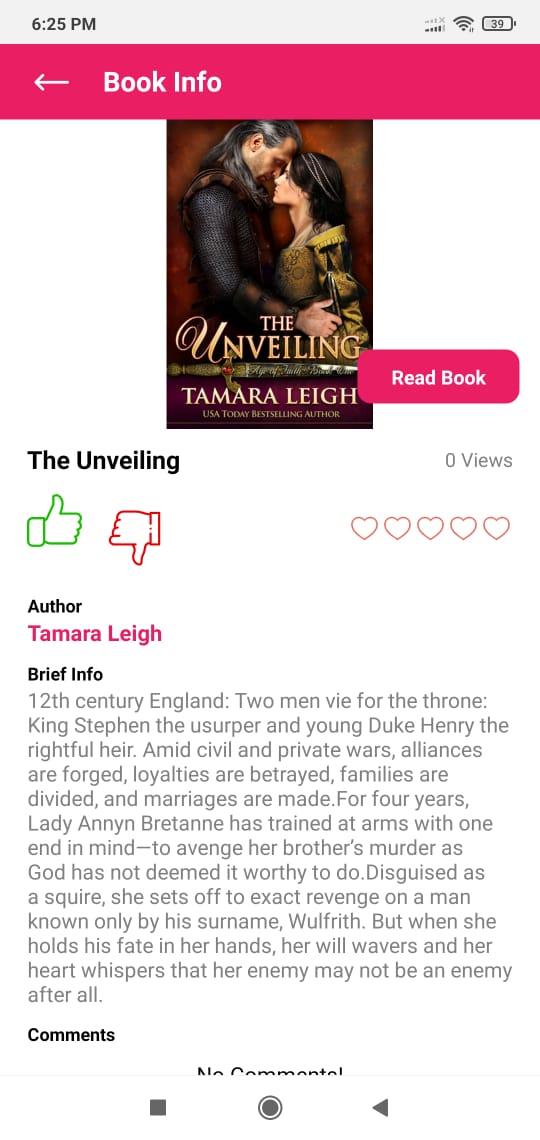 6:25 PM
39
Book Info
THE
UNVEILING
Age of Faith: Book One
TAMARA LEIGH
USA TODAY BESTSELLING AUTHOR
Read Book
The Unveiling
0 Views
Author
Tamara Leigh
Brief Info
12th century England: Two men vie for the throne:
King Stephen the usurper and young Duke Henry the
rightful heir. Amid civil and private wars, alliances
are forged, loyalties are betrayed, families are
divided, and marriages are made.For four years,
Lady Annyn Bretanne has trained at arms with one
end in mind—to avenge her brother’s murder as
God has not deemed it worthy to do.Disguised as
a squire, she sets off to exact revenge on a man
known only by his surname, Wulfrith. But when she
holds his fate in her hands, her will wavers and her
heart whispers that her enemy may not be an enemy
after all.
Comments
No Comments!